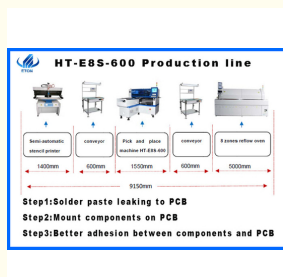 ETON
HT-E8S-600 Production line
Semi-automatic
stencil printer
conveyor
Pick and place
machine HT-E8S-600
conveyor
8 zones reflow oven
1400mm
600mm
1550mm
600mm
5000mm
9150mm
Step1:Solder paste leaking to PCB
Step2:Mount components on PCB
Step3:Better adhesion between components and PCB